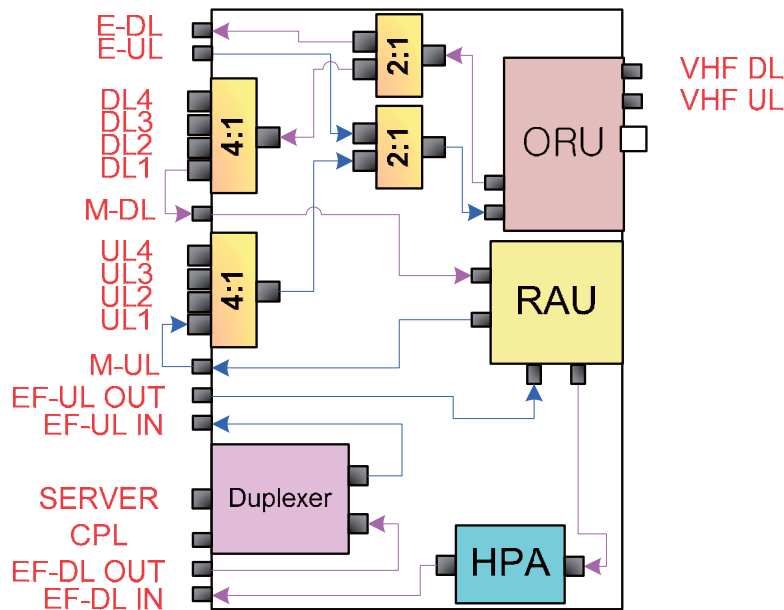 E-DL
E-UL
DL4
DL3
DL2
DL1
M-DL
UL4
UL3
UL2
UL1
M-UL
EF-UL OUT
EF-UL IN
SERVER
CPL
EF-DL OUT
EF-DL IN
4:1
4:1
2:1
2:1
ORU
RAU
Duplexer
HPA
VHF DL
VHF UL